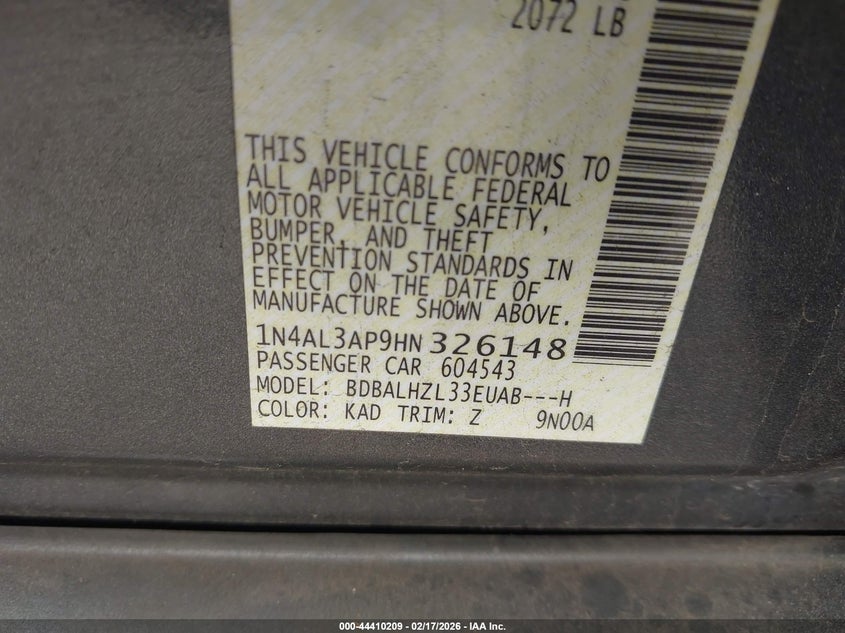 2072 LB
THIS VEHICLE CONFORMS TO
ALL APPLICABLE FEDERAL
MOTOR VEHICLE SAFETY,
BUMPER, AND THEFT
PREVENTION STANDARDS IN
EFFECT ON THE DATE OF
MANUFACTURE SHOWN ABOVE.
1N4AL3AP9HN326148
PASSENGER CAR 604543
MODEL: BDBALHZL33EUAB---H
COLOR: KAD TRIM: Z 9N00A
000-44410209 - 02/17/2026 - IAA Inc.